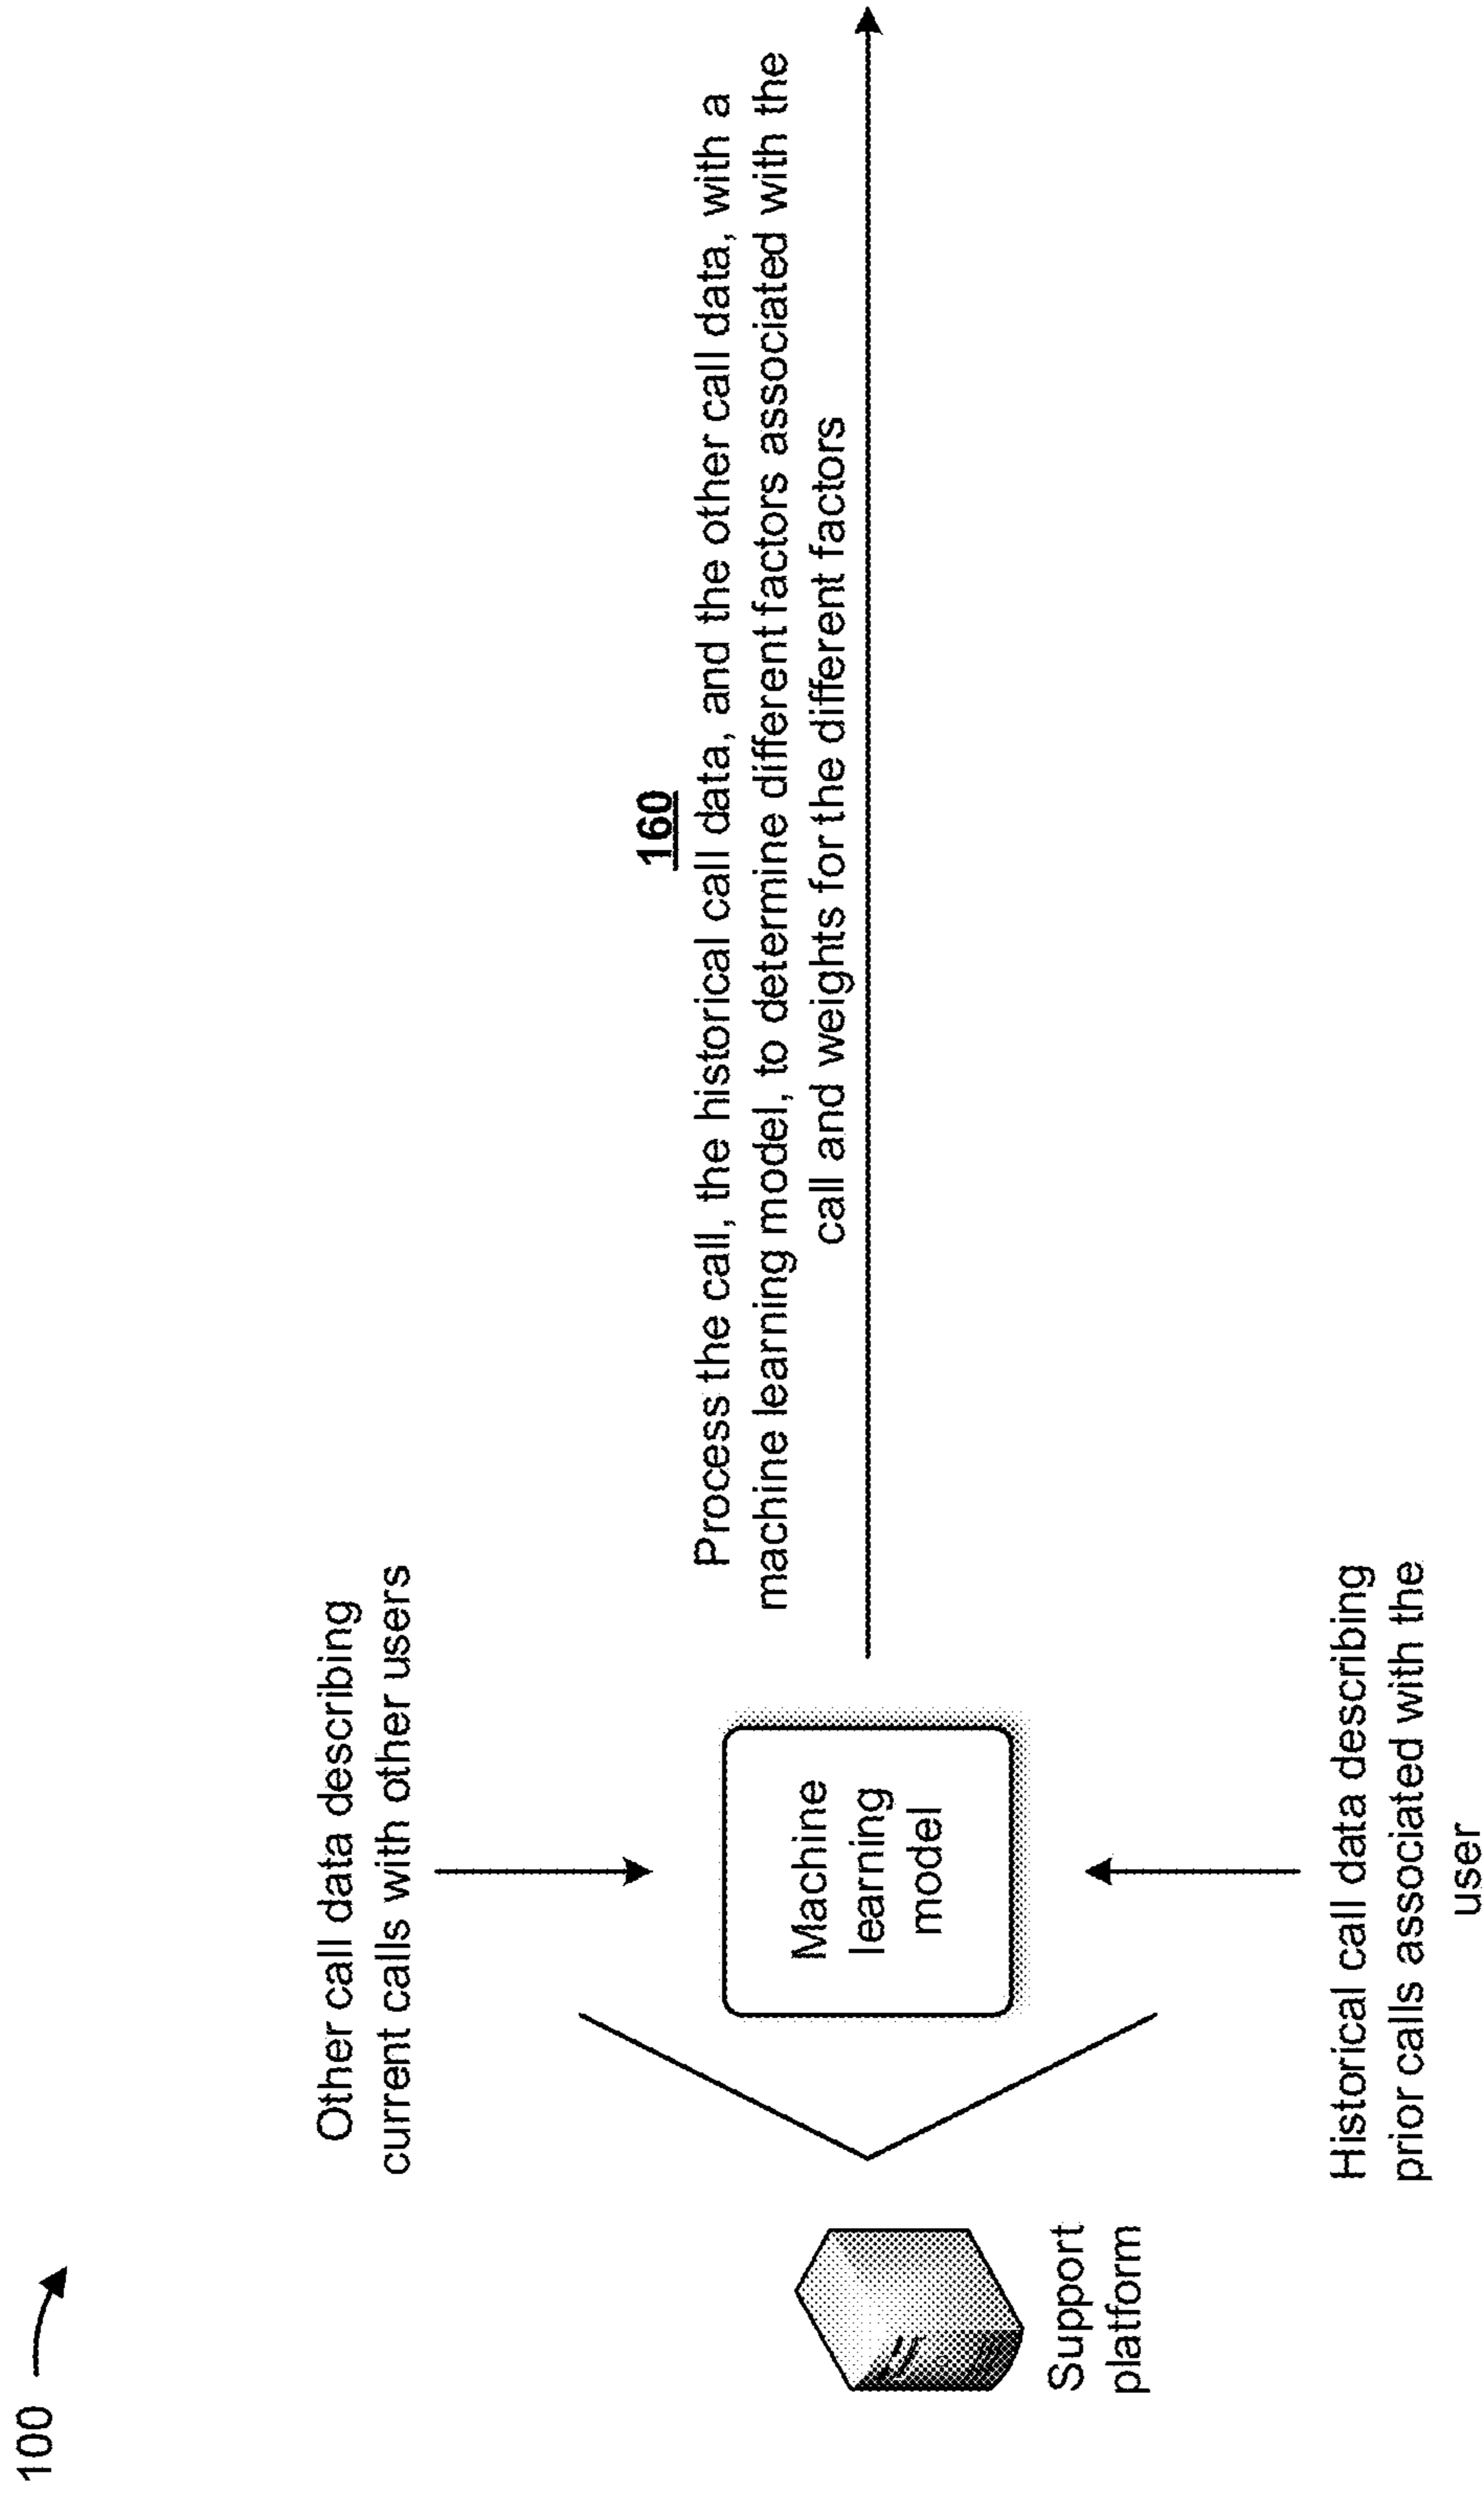 100
Other call data describing
current calls with other users
160
Process the call, the historical call data, and the other call data, with a
machine learning model, to determine different factors associated with the
call and weights for the different factors
Machine
learning
model
Support
platform
Historical call data describing
prior calls associated with the
user